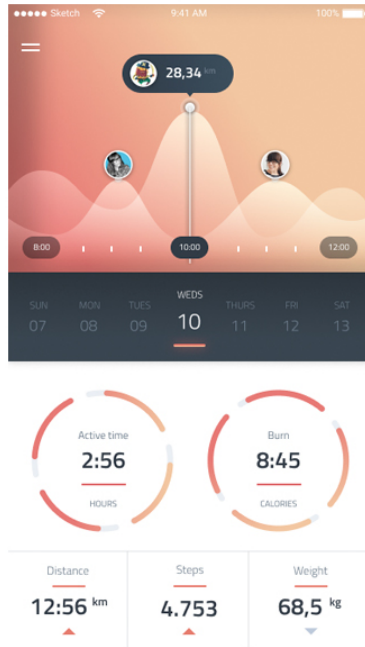 Sketch 9:41 AM 100%
28,34 km
8:00 10:00 12:00
SUN MON TUES WEDS THURS FRI SAT
07 08 09 10 11 12 13
Active time Burn
2:56 8:45
HOURS CALORIES
Distance Steps Weight
12:56 km 4.753 68,5 kg